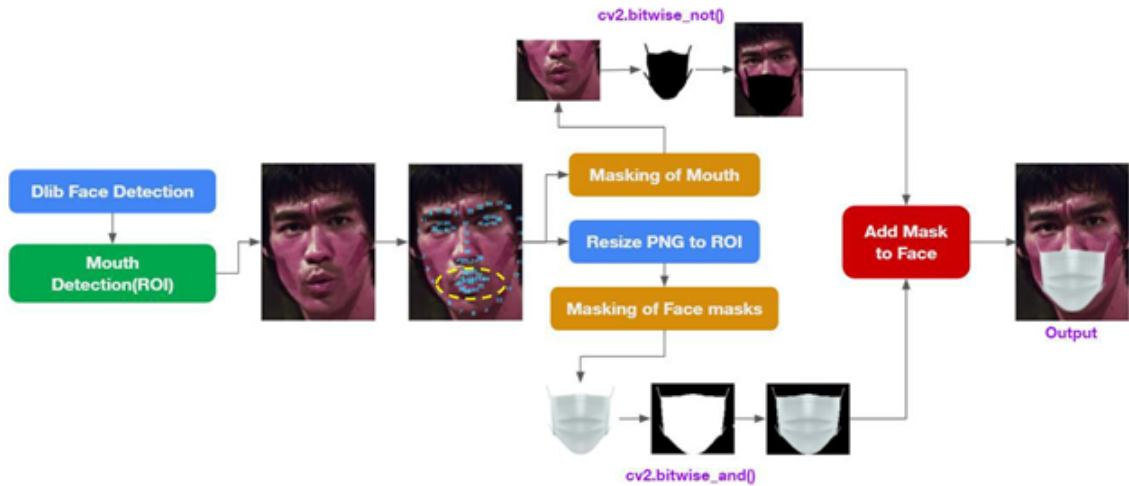 cv2.bitwise_not()
Dlib Face Detection
Mouth
Detection(ROI)
Masking of Mouth
Resize PNG to ROI
Masking of Face masks
Add Mask
to Face
Output
cv2.bitwise_and()